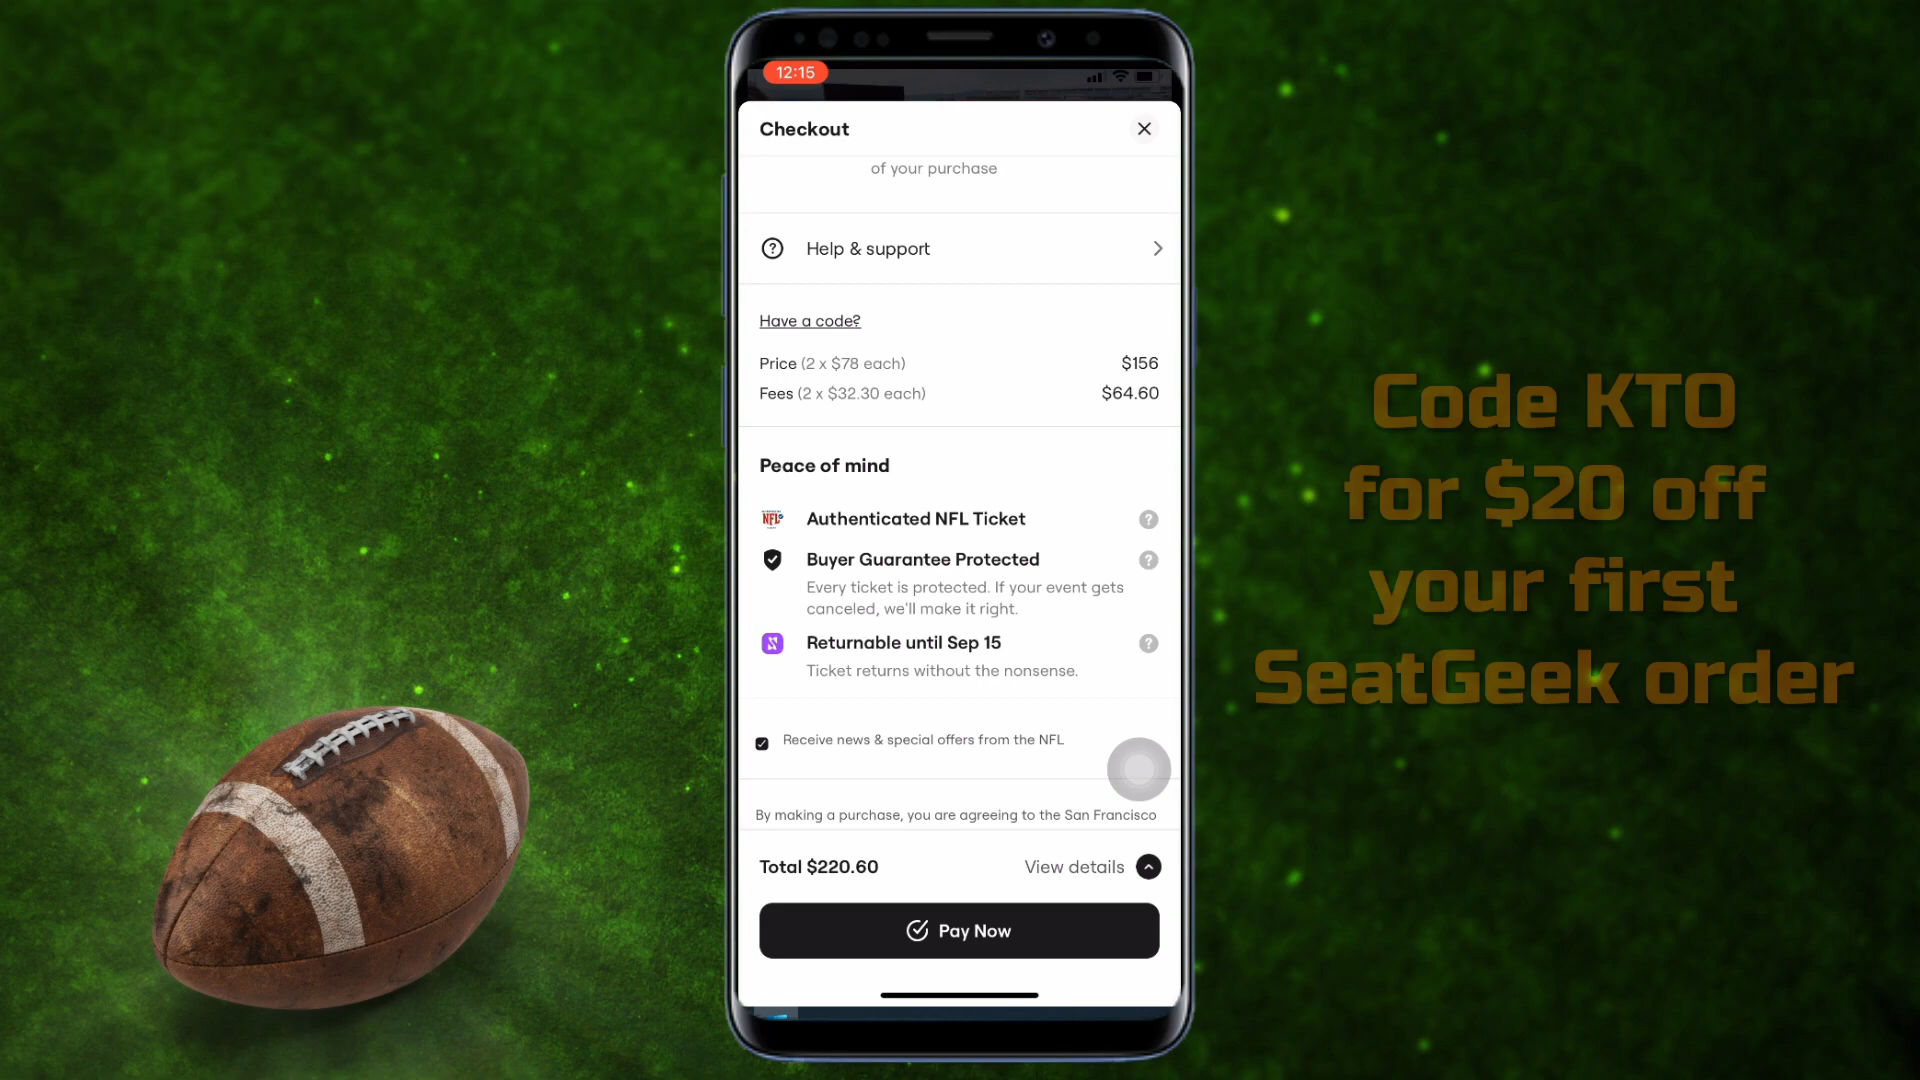 12:15
Checkout
of your purchase
Help & support
Have a code?
Price (2 x $78 each) $156
Fees (2 x $32.30 each) $64.60
Peace of mind
NFL
Authenticated NFL Ticket
Buyer Guarantee Protected
Every ticket is protected. If your event gets
canceled, we'll make it right.
Returnable until Sep 15
Ticket returns without the nonsense.
Receive news & special offers from the NFL
By making a purchase, you are agreeing to the San Francisco
Total $220.60 View details
Pay Now
Code KTO
for $20 off
your first
SeatGeek order